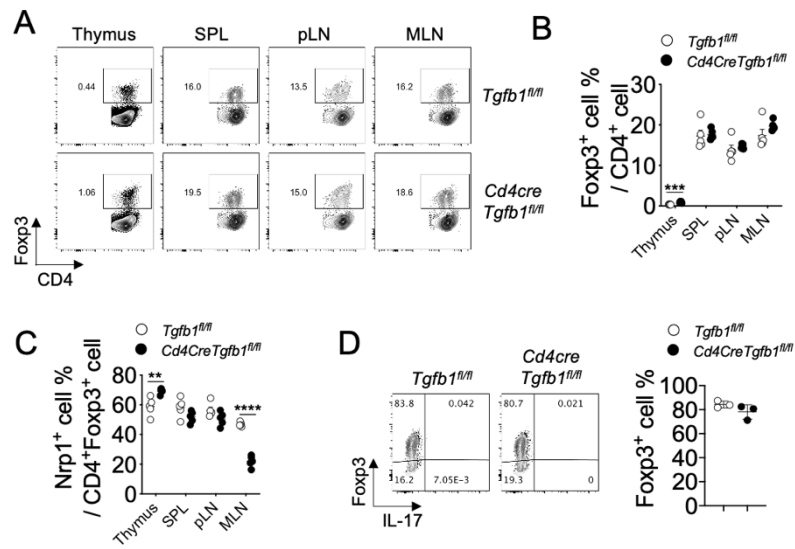 A
Thymus SPL pLN MLN
0.44 16.0 13.5 16.2
Tgfb1fl/fl
1.06 19.5 15.0 18.6
Cd4cre
Tgfb1fl/fl
Foxp3
CD4
B
Tgfb1fl/fl
Cd4CreTgfb1fl/fl
Foxp3+ cell %
/ CD4+ cell
30
20
10
0
***
Thymus SPL pLN MLN
C
Tgfb1fl/fl
Cd4CreTgfb1fl/fl
Nrp1+ cell %
/ CD4+Foxp3+ cell
80
60
40
20
0
** ****
Thymus SPL pLN MLN
D
Tgfb1fl/fl
Cd4cre
Tgfb1fl/fl
83.8 0.042
16.2 7.05E-3
80.7 0.021
19.3 0
Foxp3
IL-17
Tgfb1fl/fl
Cd4CreTgfb1fl/fl
Foxp3+ cell %
100
80
60
40
20
0